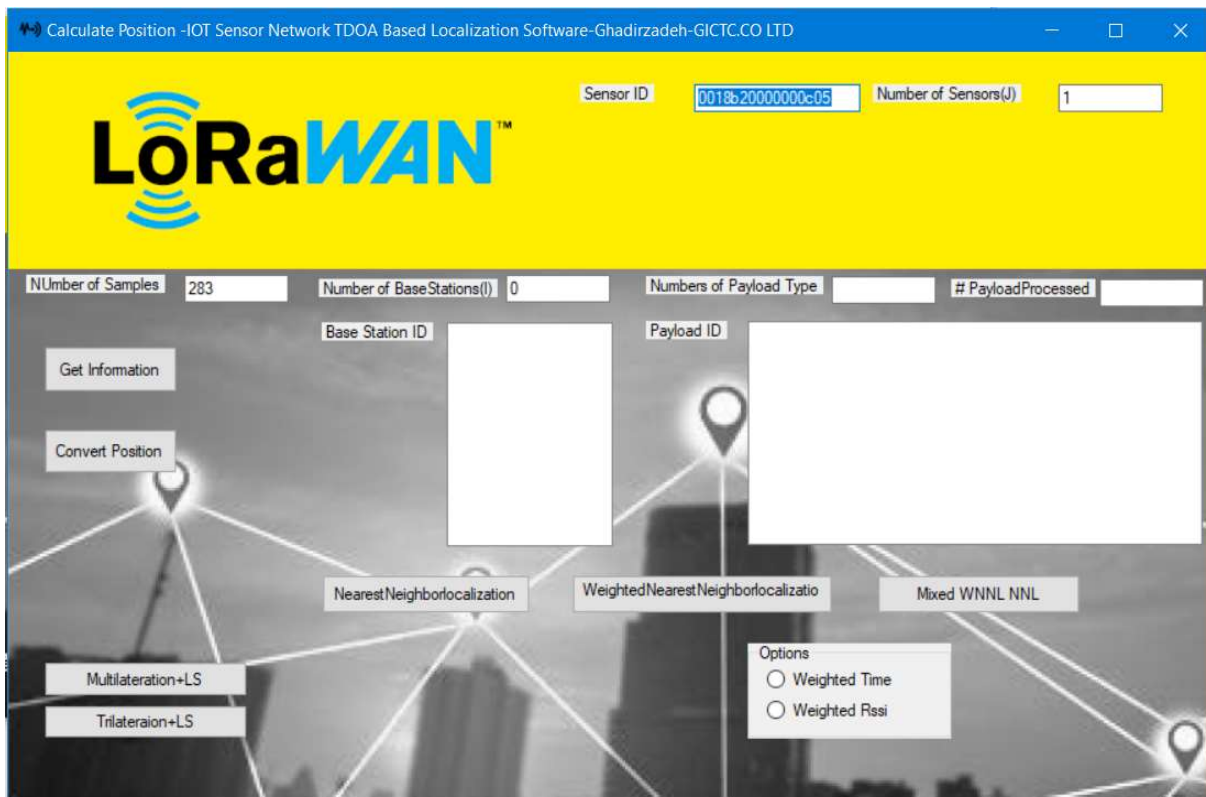 Calculate Position -IOT Sensor Network TDOA Based Localization Software-Ghadirzadeh-GICTC.CO LTD
Sensor ID 0018b20000000c05 Number of Sensors(J) 1
LoRaWAN™
NUmber of Samples 283 Number of BaseStations(I) 0 Numbers of Payload Type # PayloadProcessed
Base Station ID Payload ID
Get Information
Convert Position
NearestNeighborlocalization WeightedNearestNeighborlocalizatio Mixed WNNL NNL
Options
Multilateration+LS Weighted Time
Trilateraion+LS Weighted Rssi